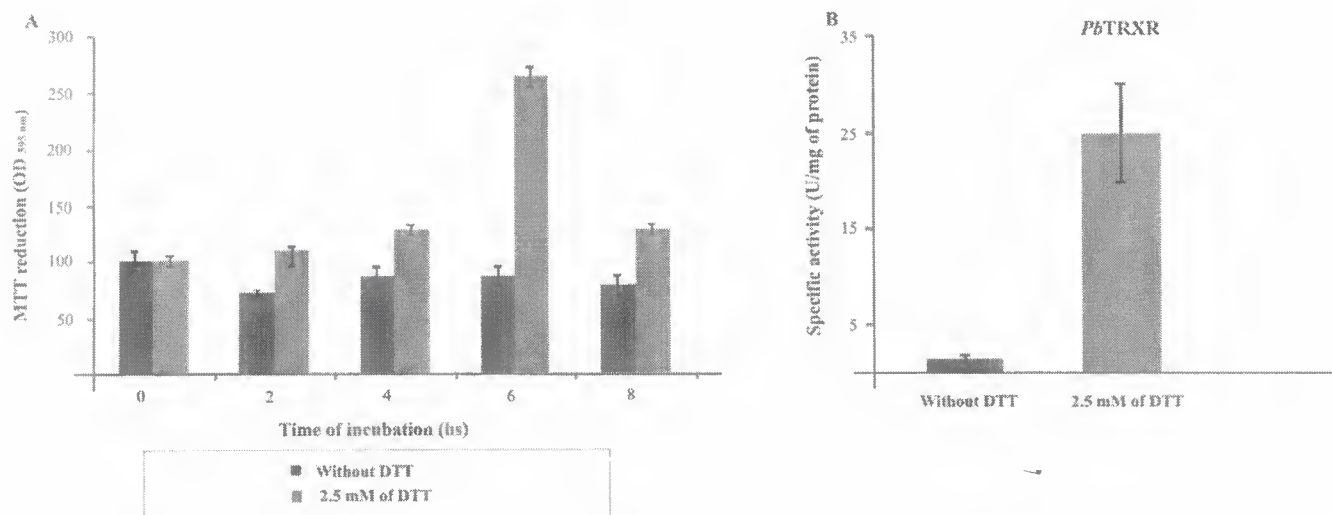 A
MTT reduction (OD 595 nm)
300
250
200
150
100
50
0
2
4
6
8
Time of incubation (hs)
Without DTT
2.5 mM of DTT
B
PbTRXR
Specific activity (U/mg of protein)
35
25
15
5
Without DTT
2.5 mM of DTT